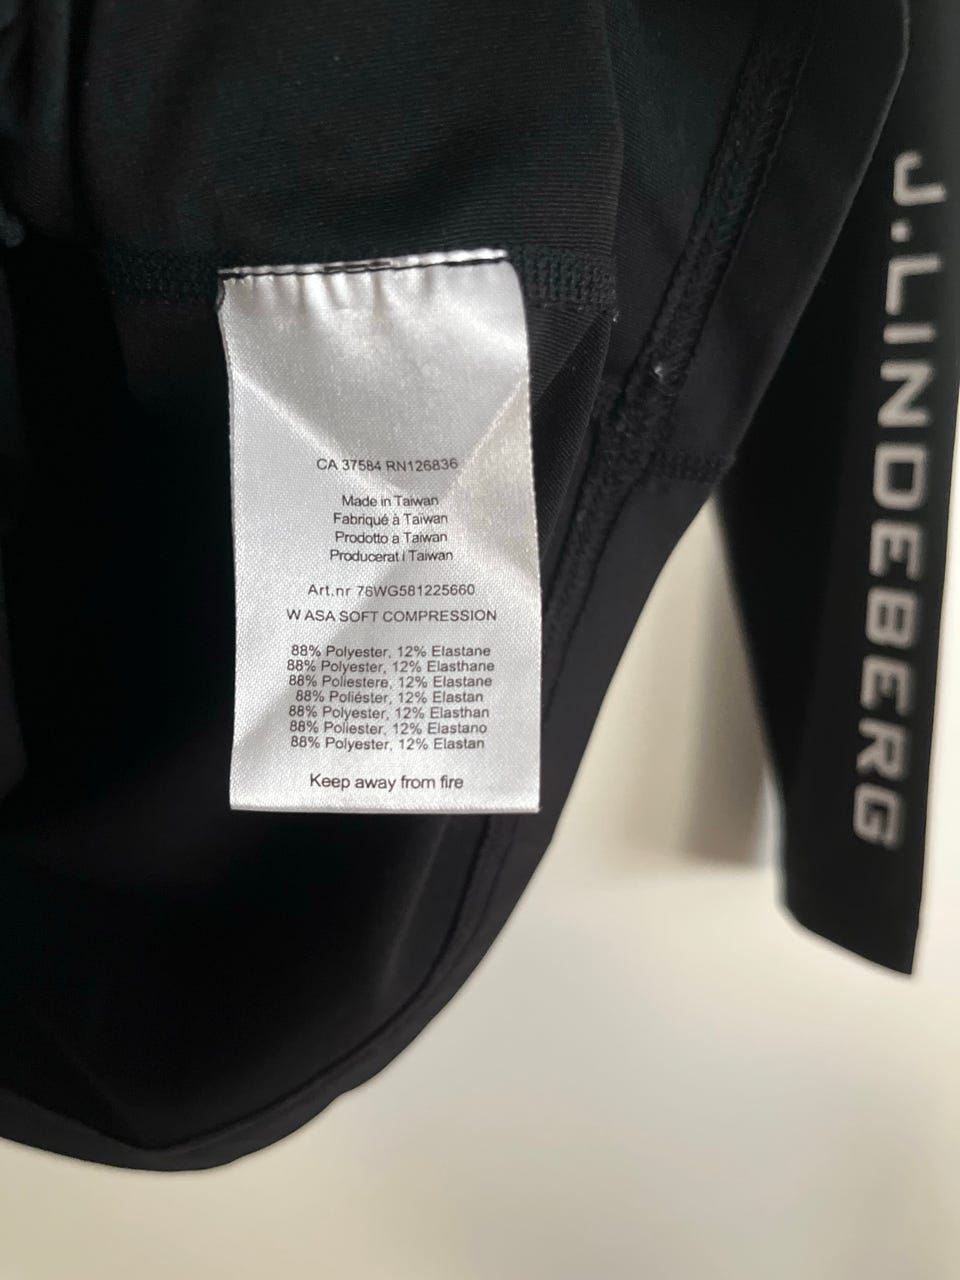 CA 37584 RN126836
Made in Taiwan
Fabriqué à Taiwan
Prodotto a Taiwan
Producerat i Taiwan
Art.nr 76WG581225660
W ASA SOFT COMPRESSION
88% Polyester, 12% Elastane
88% Polyester, 12% Elasthane
88% Poliestere, 12% Elastane
88% Poliéster, 12% Elastan
88% Polyester, 12% Elasthan
88% Poliester, 12% Elastano
88% Polyester, 12% Elastan
Keep away from fire
J.LINDEBERG